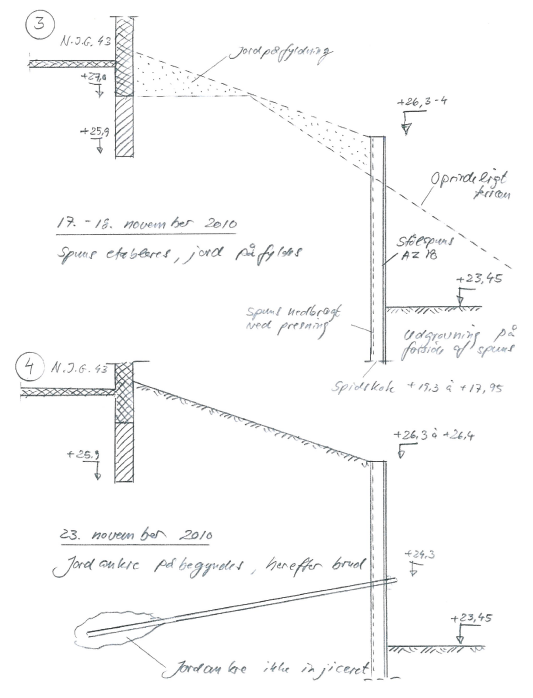 3
N.J.G. 43
Jordpåfyldning
+27,0
+26,3-4
+25,9
Oprindeligt
terræn
17. - 18. november 2010
Spuns etableres, jord påfyldes
Stålspuns
AZ 18
+23,45
Spuns nedbragt
ved presning
Udgravning på
forside af spuns
Spidskote +19,3 à +17,95
4
N.J.G. 43
+26,3 à +26,4
+25,9
23. november 2010
Jordankre påbegyndes, herefter brud
+24,3
+23,45
Jordankre ikke injiceret